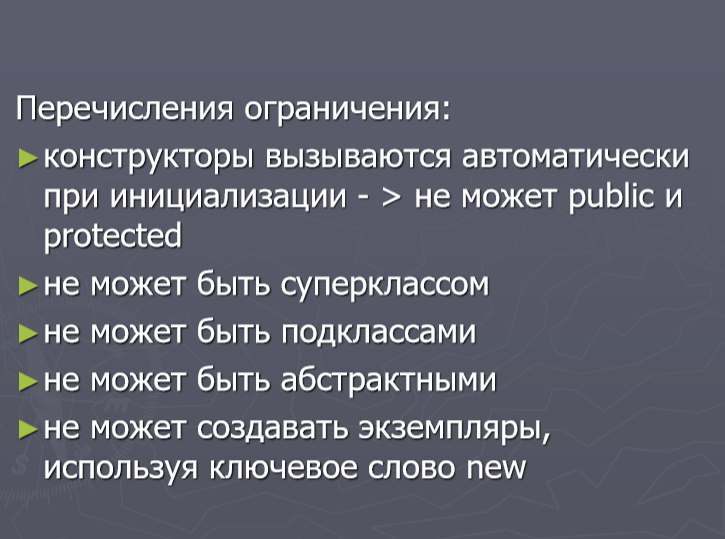 Перечисления ограничения:
►конструкторы вызываются автоматически
при инициализации - > не может public и
protected
►не может быть суперклассом
►не может быть подклассами
►не может быть абстрактными
►не может создавать экземпляры,
используя ключевое слово new